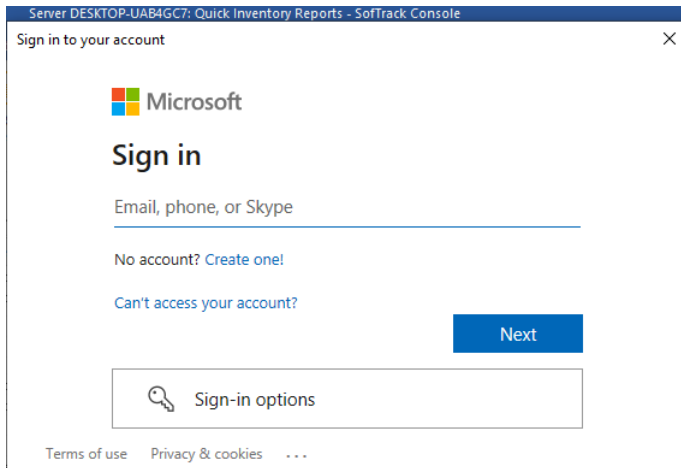 Server DESKTOP-UAB4GC7: Quick Inventory Reports - SofTrack Console
Sign in to your account
Microsoft
Sign in
Email, phone, or Skype
No account? Create one!
Can't access your account?
Next
Sign-in options
Terms of use Privacy & cookies ...